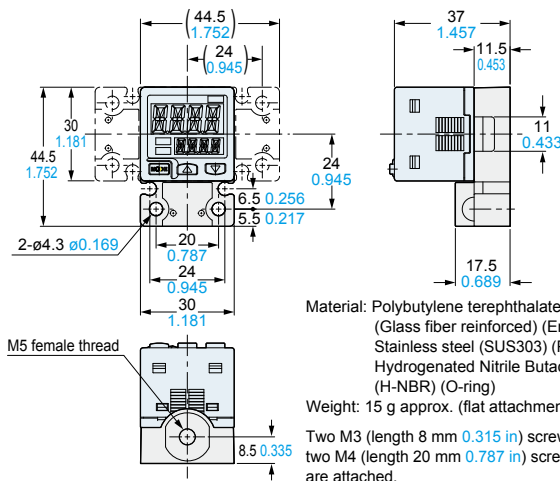 44.5
1.752
24
0.945
37
1.457
11.5
0.453
30
1.181
44.5
1.752
24
0.945
11
0.433
6.5 0.256
5.5 0.217
2-ø4.3 ø0.169
20
0.787
24
0.945
30
1.181
17.5
0.689
M5 female thread
8.5 0.335
Material: Polybutylene terephthalate
(Glass fiber reinforced)
Stainless steel (SUS303)
Hydrogenated Nitrile
(H-NBR) (O-ring)
Weight: 15 g approx. (flat
Two M3 (length 8 mm 0.315 in)
two M4 (length 20 mm 0.787 in)
are attached.